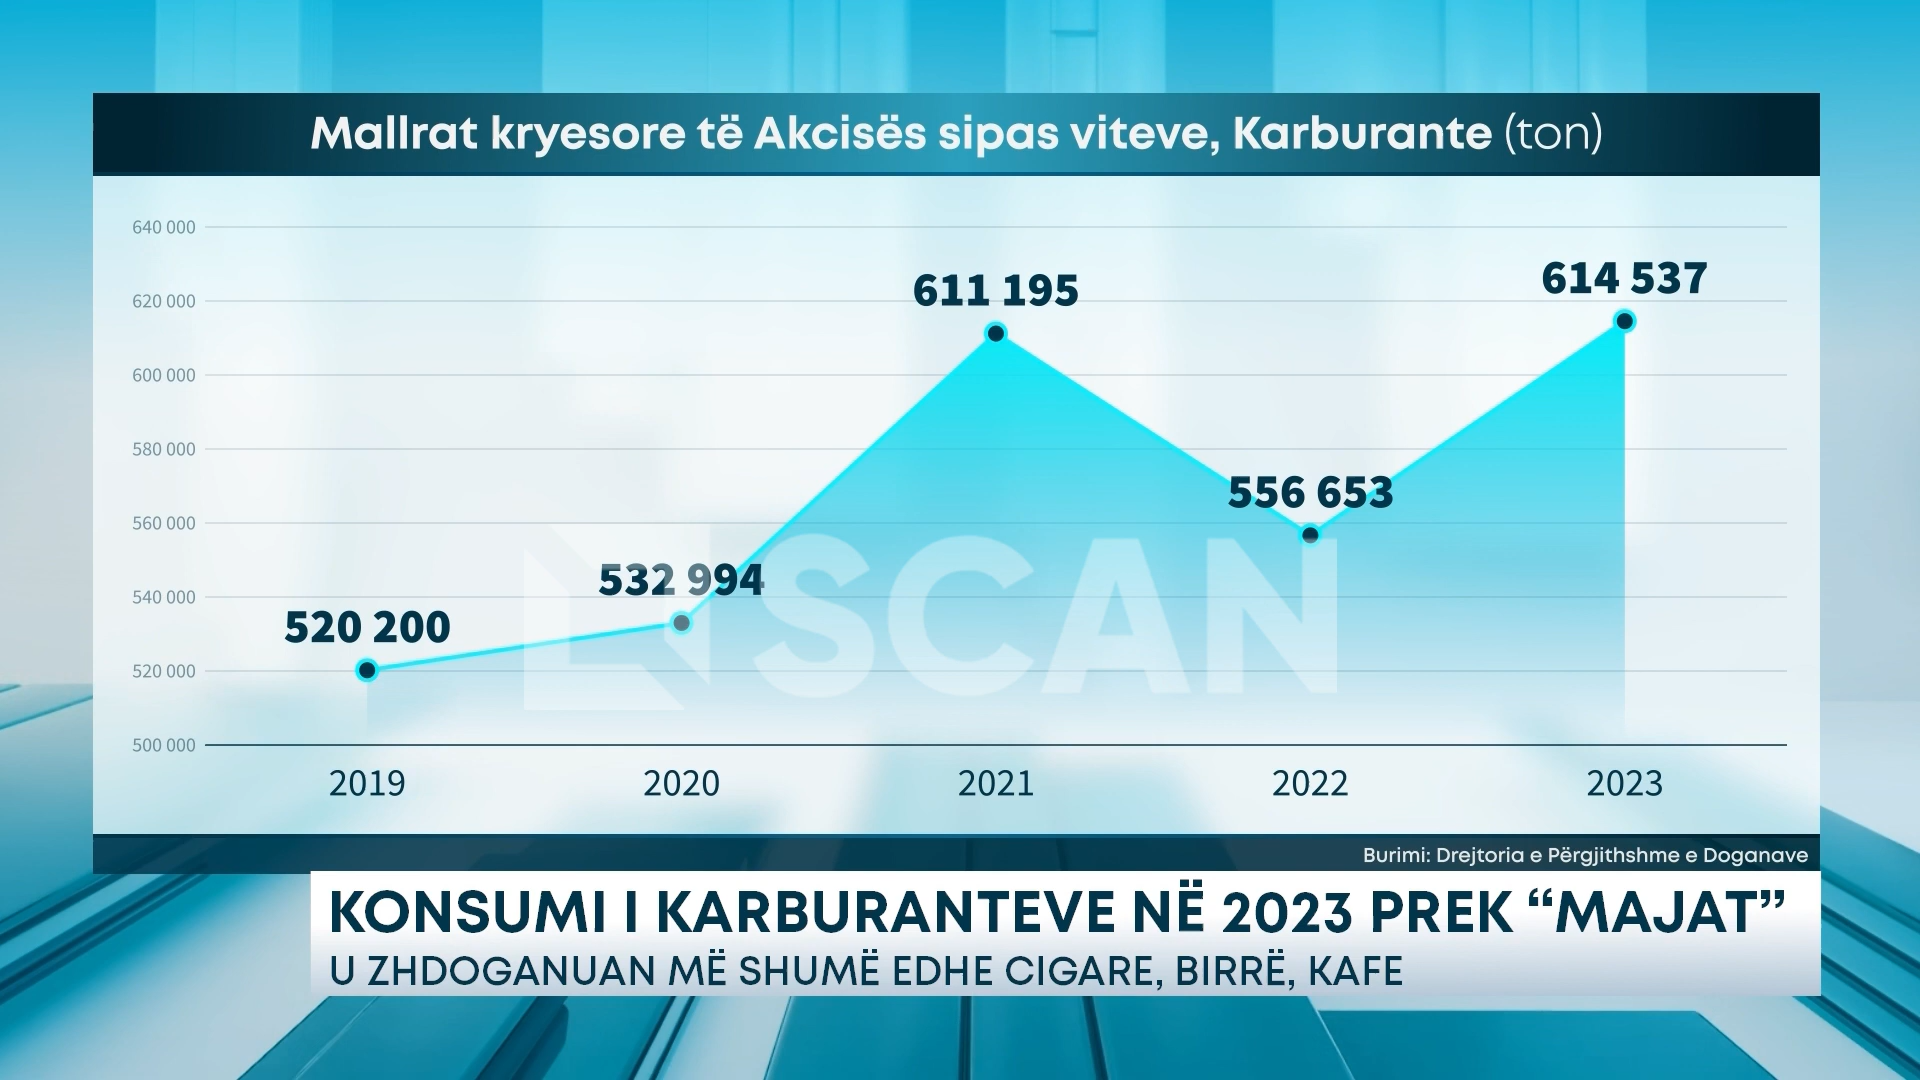 Mallrat kryesore të Akcisës sipas viteve, Karburante (ton)
640 000
620 000
600 000
580 000
560 000
540 000
520 000
500 000
520 200
532 994
611 195
556 653
614 537
SCAN
2019 2020 2021 2022 2023
Burimi: Drejtoria e Përgjithshme e Doganave
KONSUMI I KARBURANTEVE NË 2023 PREK “MAJAT”
U ZHDOGANUAN MË SHUMË EDHE CIGARE, BIRRË, KAFE